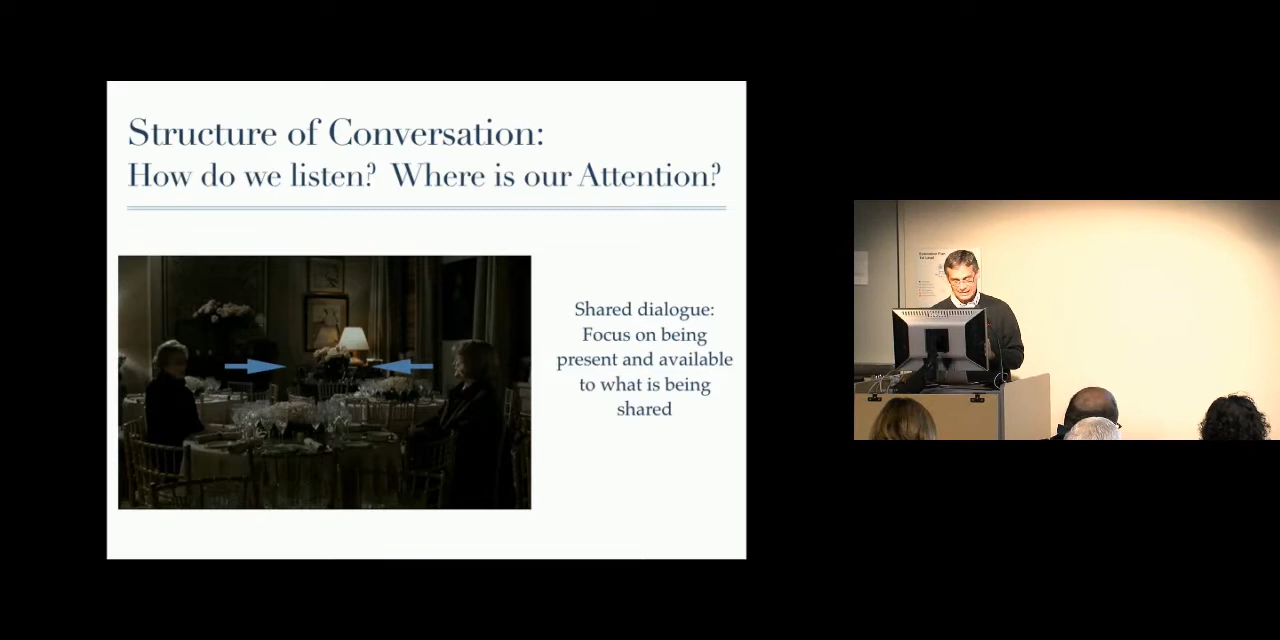 Structure of Conversation:
How do we listen? Where is our Attention?
Shared dialogue:
Focus on being
present and available
to what is being
shared